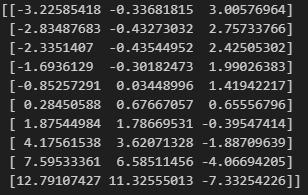 [[-3.22585418 -0.33681815  3.00576964]
 [-2.83487683 -0.43273032  2.75733766]
 [-2.3351407  -0.43544952  2.42505302]
 [-1.6936129  -0.30182473  1.99026383]
 [-0.85257291  0.03448996  1.41942217]
 [ 0.28450588  0.67667057  0.65556796]
 [ 1.87544984  1.78669531 -0.39547414]
 [ 4.17561538  3.62071328 -1.88709639]
 [ 7.59533361  6.58511456 -4.06694205]
 [12.79107427 11.32555013 -7.33254226]]